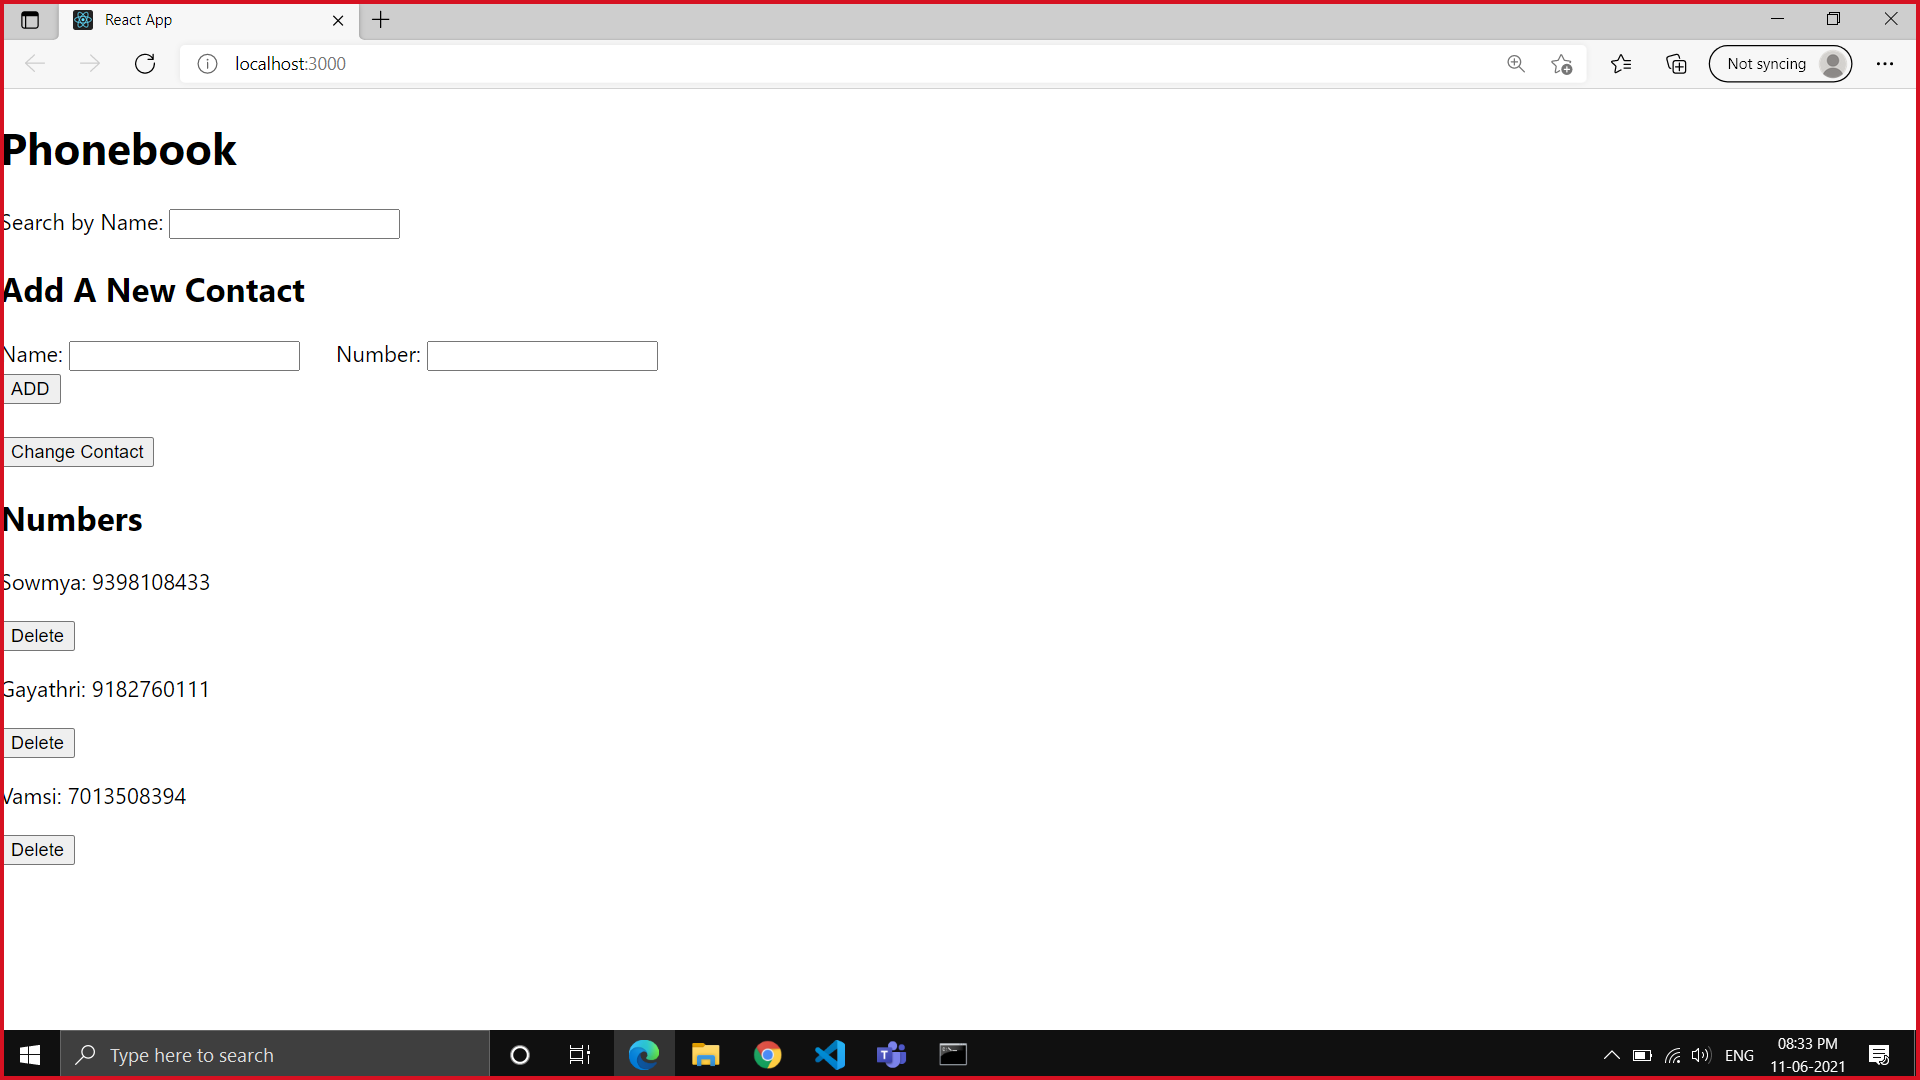 React App
localhost:3000
Not syncing
Phonebook
Search by Name:
Add A New Contact
Name: Number:
ADD
Change Contact
Numbers
Sowmya: 9398108433
Delete
Gayathri: 9182760111
Delete
Vamsi: 7013508394
Delete
Type here to search
ENG
08:33 PM
11-06-2021